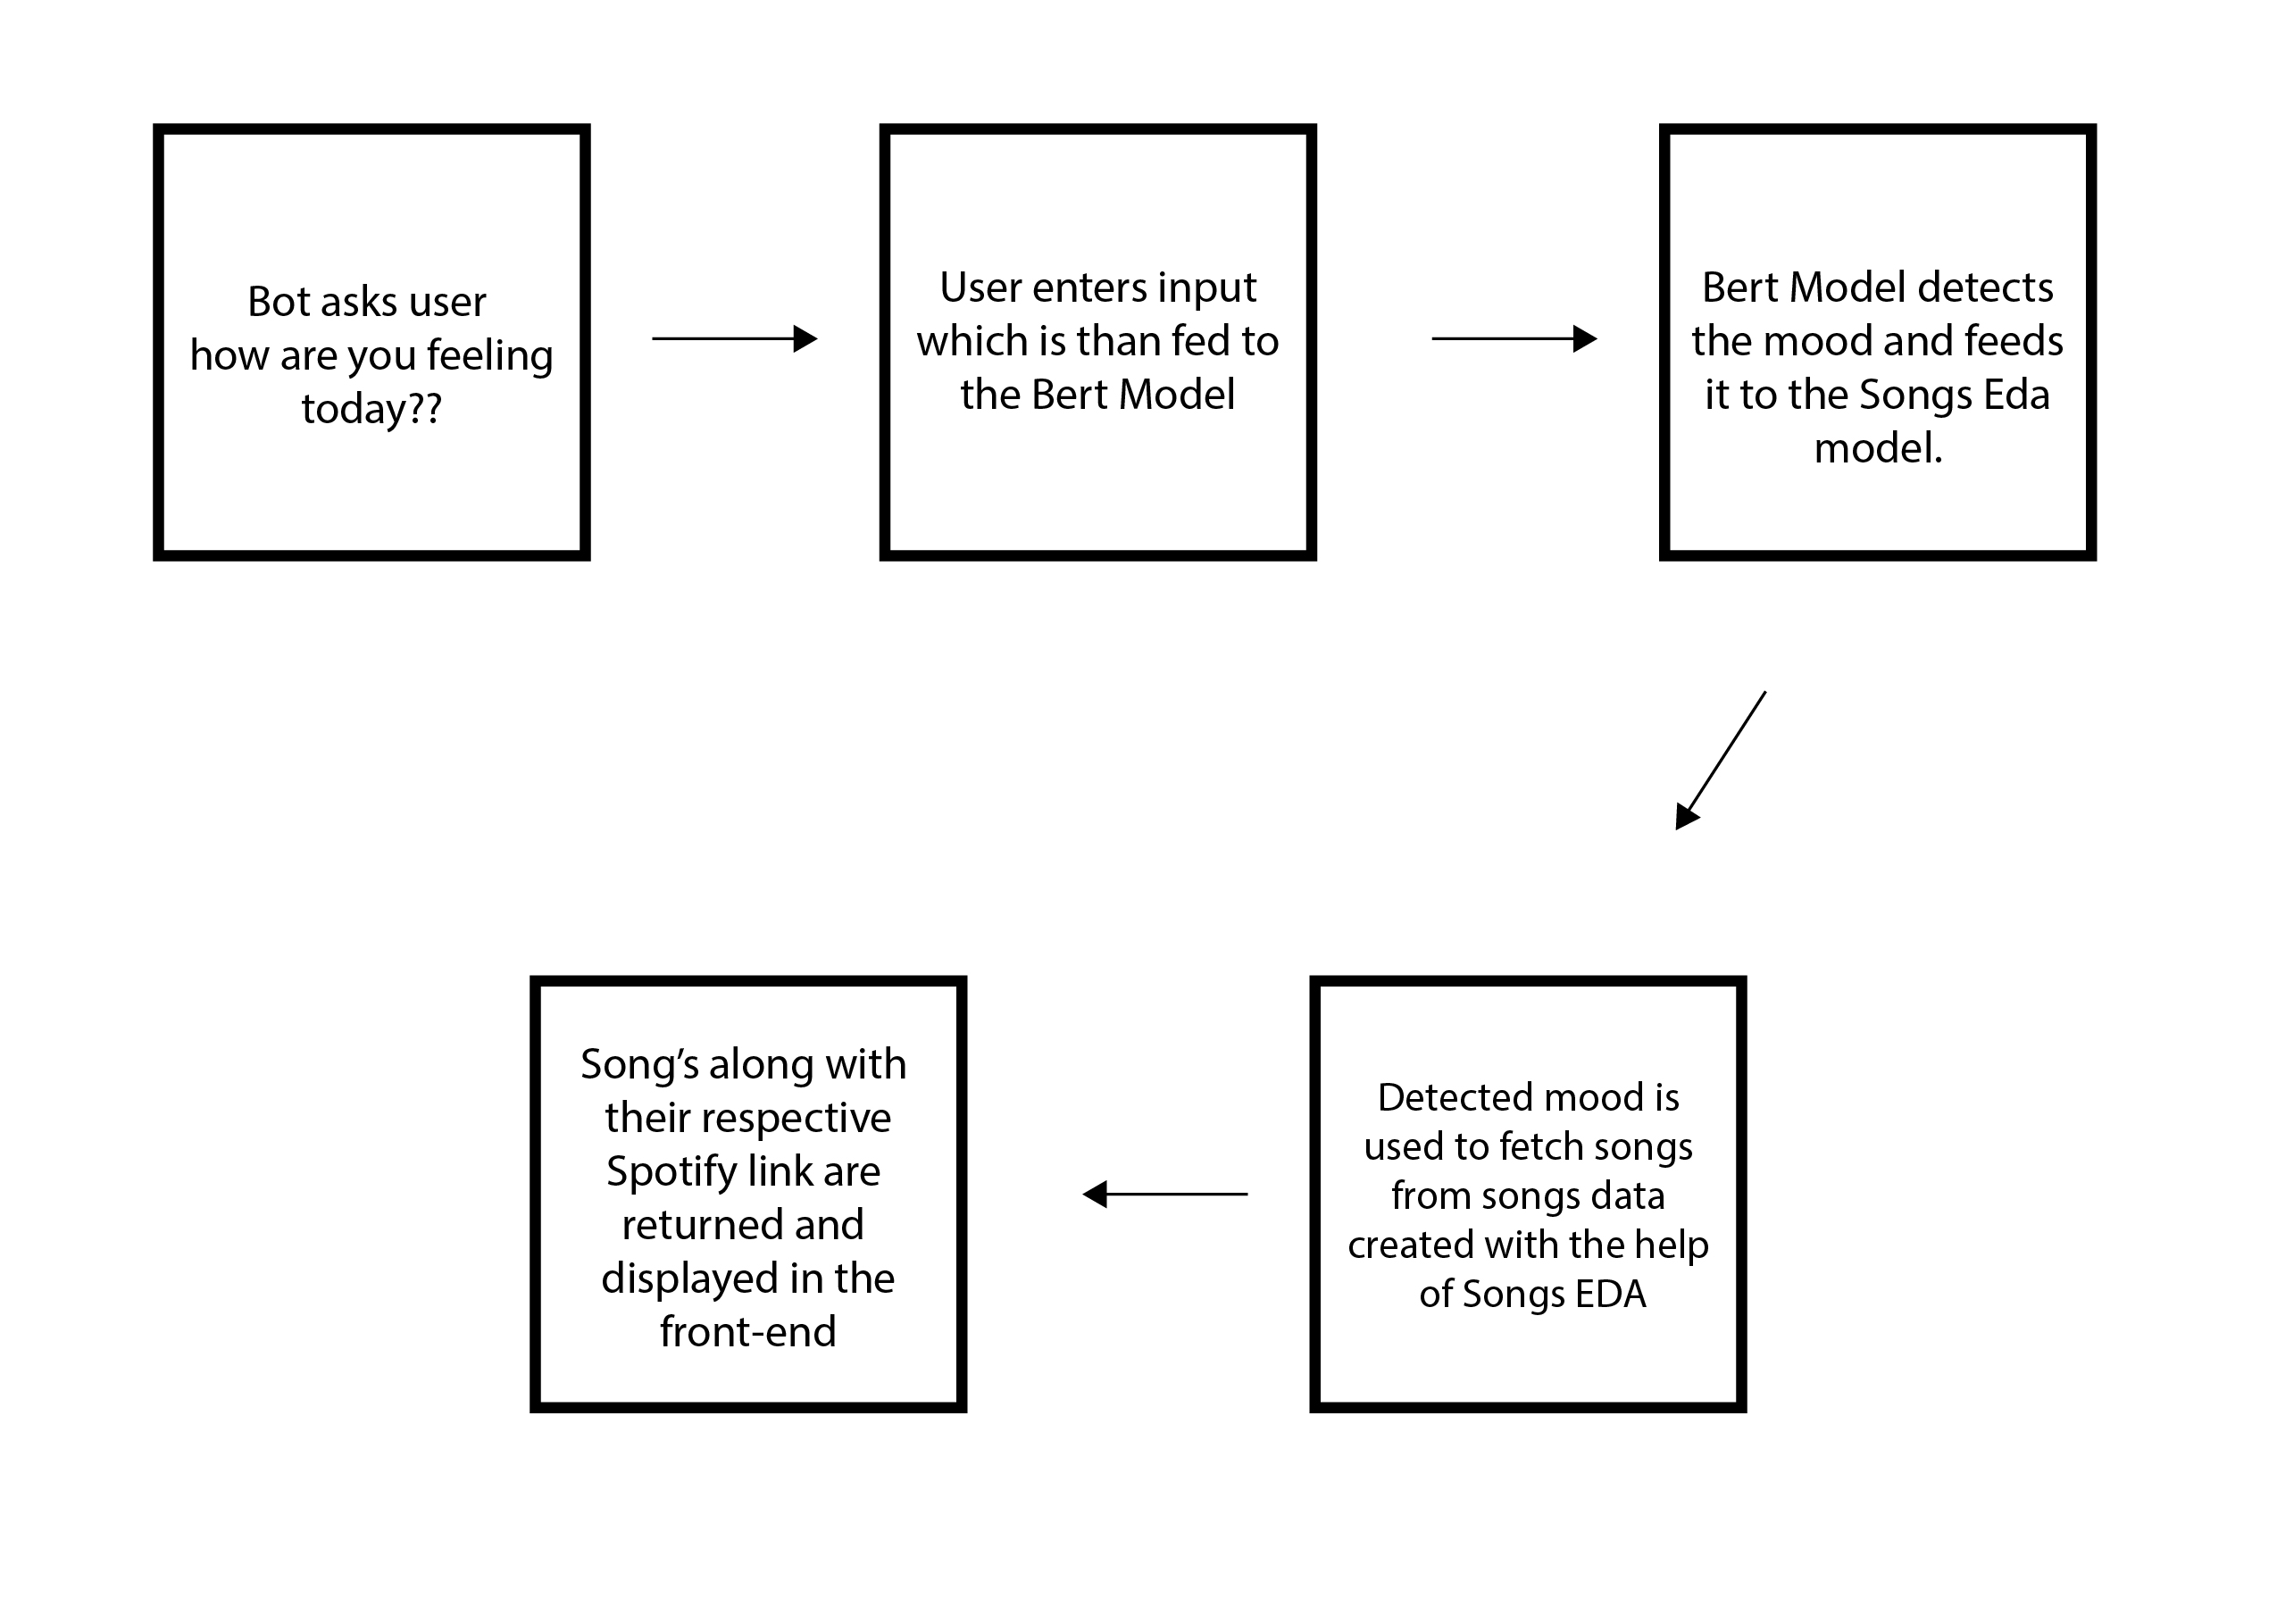 Bot asks user
how are you feeling
today??
User enters input
which is than fed to
the Bert Model
Bert Model detects
the mood and feeds
it to the Songs Eda
model.
Detected mood is
used to fetch songs
from songs data
created with the help
of Songs EDA
Song’s along with
their respective
Spotify link are
returned and
displayed in the
front-end